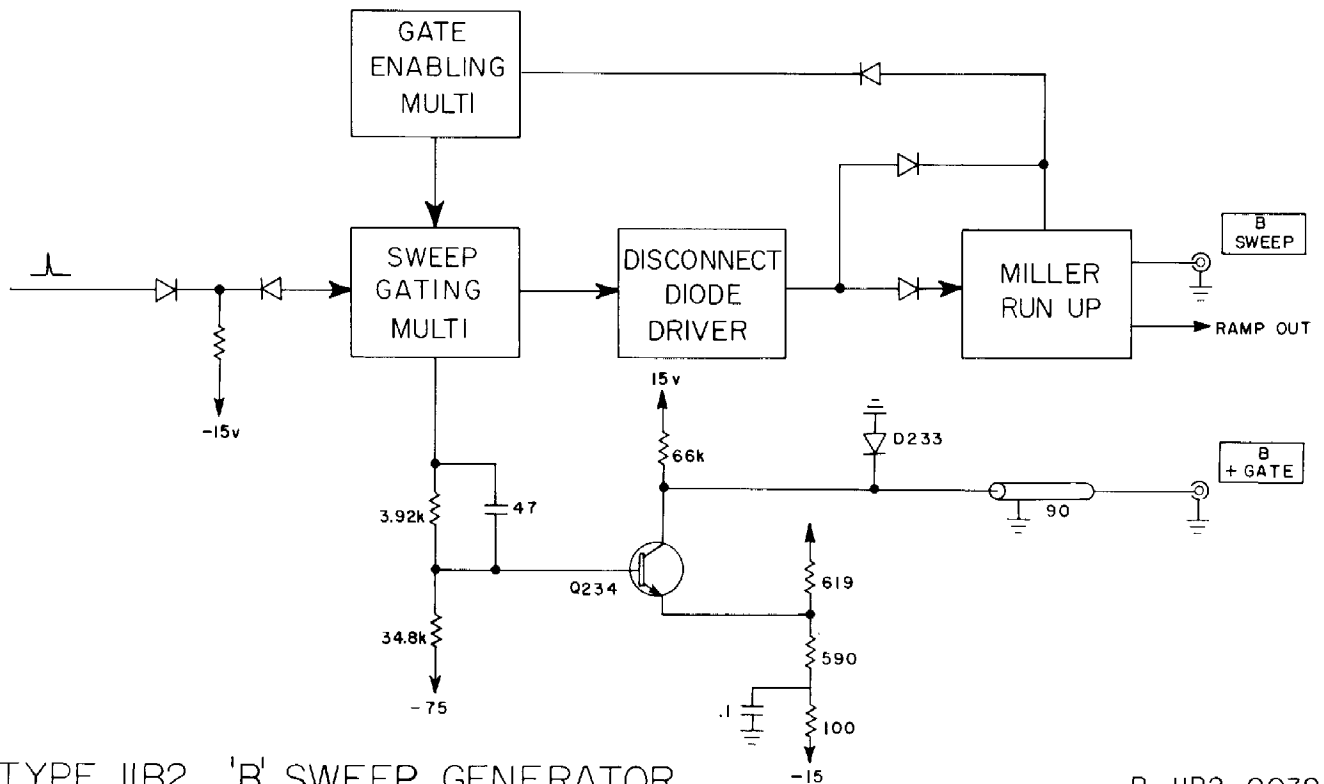 GATE
ENABLING
MULTI
SWEEP
GATING
MULTI
DISCONNECT
DIODE
DRIVER
MILLER
RUN UP
B
SWEEP
RAMP OUT
-15v
15v
66k
D233
B
+ GATE
90
3.92k
47
Q234
619
34.8k
590
-75
.1
100
-15
TYPE 11B2 'B' SWEEP GENERATOR